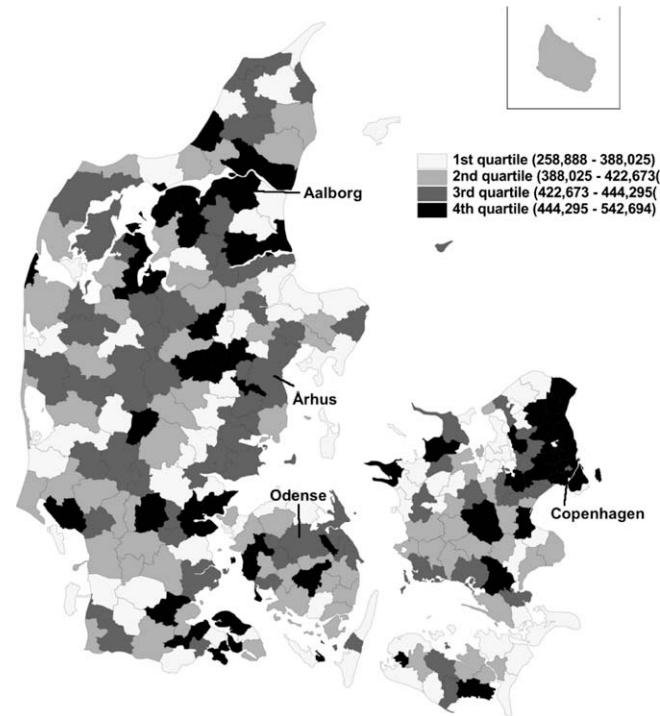 1st quartile (258,888 - 388,025)
2nd quartile (388,025 - 422,673(
3rd quartile (422,673 - 444,295(
4th quartile (444,295 - 542,694)
Aalborg
Århus
Odense
Copenhagen